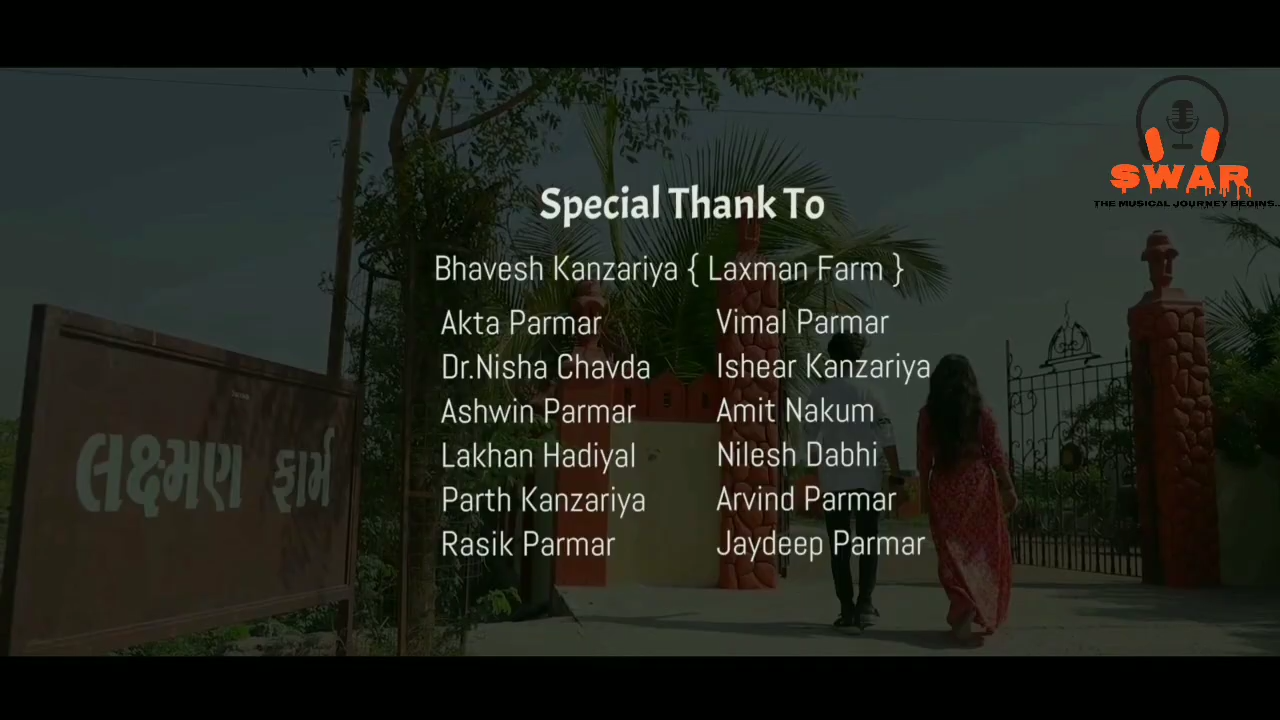 SWAR
THE MUSICAL JOURNEY BEGINS..
Special Thank To
Bhavesh Kanzariya { Laxman Farm }
Akta Parmar
Vimal Parmar
Dr.Nisha Chavda
Ishear Kanzariya
Ashwin Parmar
Amit Nakum
Lakhan Hadiyal
Nilesh Dabhi
Parth Kanzariya
Arvind Parmar
Rasik Parmar
Jaydeep Parmar
લક્ષ્મણ ફાર્મ